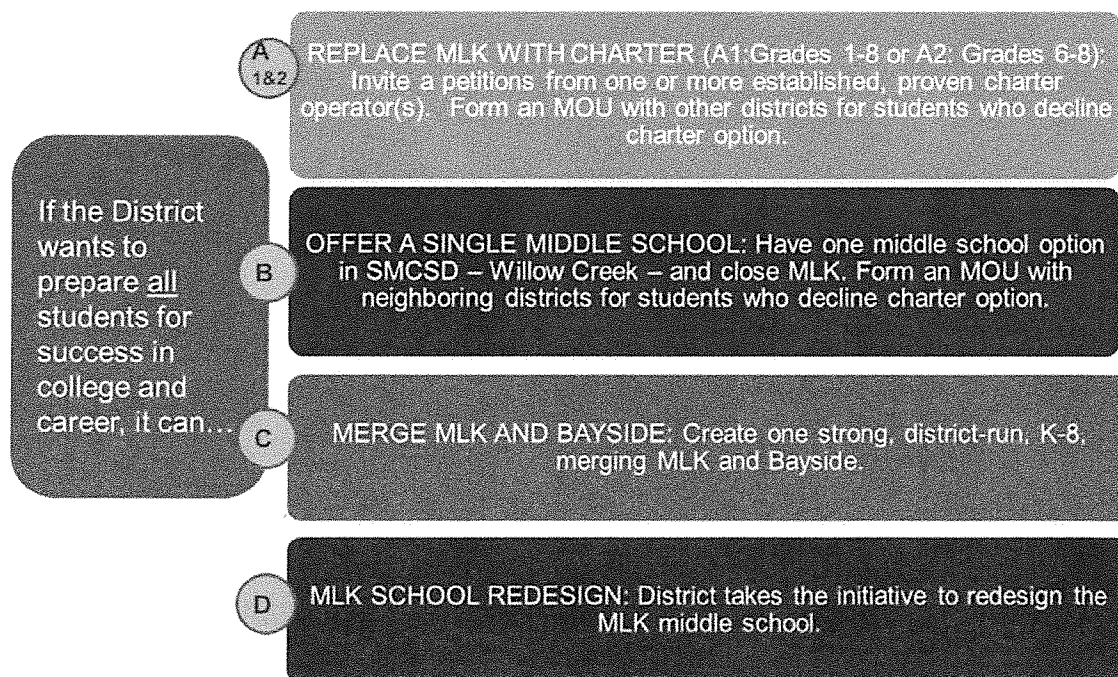 If the District
wants to
prepare all
students for
success in
college and
career, it can...
A
1&2
REPLACE MLK WITH CHARTER (A1:Grades 1-8 or A2: Grades 6-8):
Invite a petitions from one or more established, proven charter
operator(s). Form an MOU with other districts for students who decline
charter option.
B
OFFER A SINGLE MIDDLE SCHOOL: Have one middle school option
in SMCSD – Willow Creek – and close MLK. Form an MOU with
neighboring districts for students who decline charter option.
C
MERGE MLK AND BAYSIDE: Create one strong, district-run, K-8,
merging MLK and Bayside.
D
MLK SCHOOL REDESIGN: District takes the initiative to redesign the
MLK middle school.